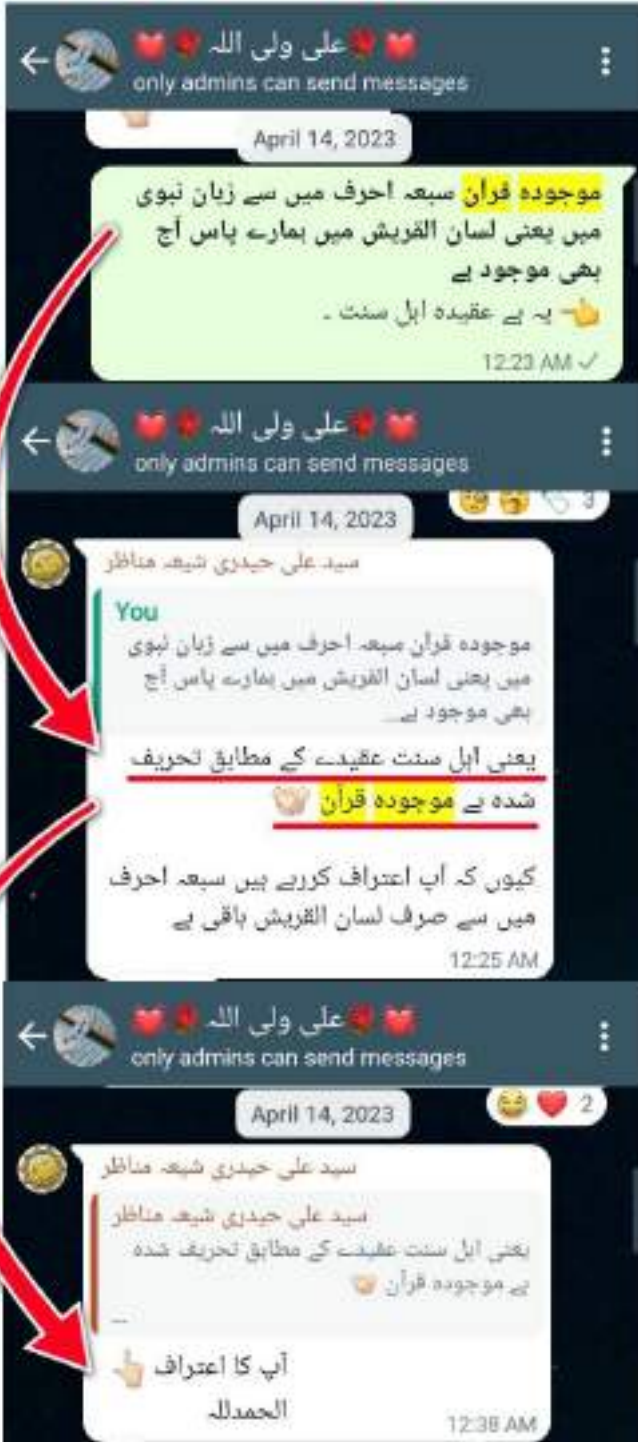 ❤️🌹علی ولی اللہ🌹❤️
only admins can send messages
April 14, 2023
موجودہ قرآن سبعہ احرف میں سے زبان نبوی
میں یعنی لسان القریش میں ہمارے پاس آج
بھی موجود ہے
👈 یہ ہے عقیدہ اہل سنت ۔
12:23 AM ✓
❤️🌹علی ولی اللہ🌹❤️
only admins can send messages
3
April 14, 2023
سید علی حیدری شیعہ مناظر
You
موجودہ قرآن سبعہ احرف میں سے زبان نبوی
میں یعنی لسان القریش میں ہمارے پاس آج
بھی موجود ہے...
یعنی اہل سنت عقیدے کے مطابق تحریف
شدہ ہے موجودہ قرآن 👏🏻
کیوں کہ آپ اعتراف کررہے ہیں سبعہ احرف
میں سے صرف لسان القریش باقی ہے
12:25 AM
❤️🌹علی ولی اللہ🌹❤️
only admins can send messages
😂❤️ 2
April 14, 2023
سید علی حیدری شیعہ مناظر
سید علی حیدری شیعہ مناظر
یعنی اہل سنت عقیدے کے مطابق تحریف شدہ
ہے موجودہ قرآن 👏🏻
...
آپ کا اعتراف 👆🏻
الحمدللہ
12:38 AM